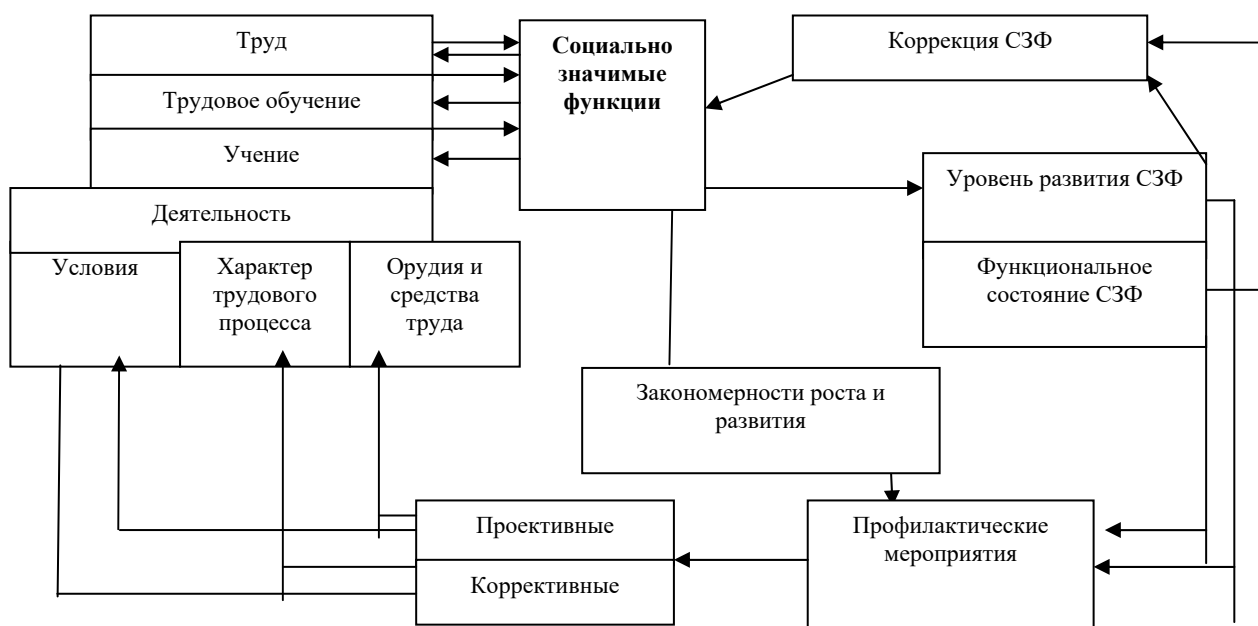 Труд
Трудовое обучение
Учение
Деятельность
Условия
Характер
трудового
процесса
Орудия и
средства
труда
Социально
значимые
функции
Коррекция СЗФ
Уровень развития СЗФ
Функциональное
состояние СЗФ
Закономерности роста и
развития
Проективные
Коррективные
Профилактические
мероприятия